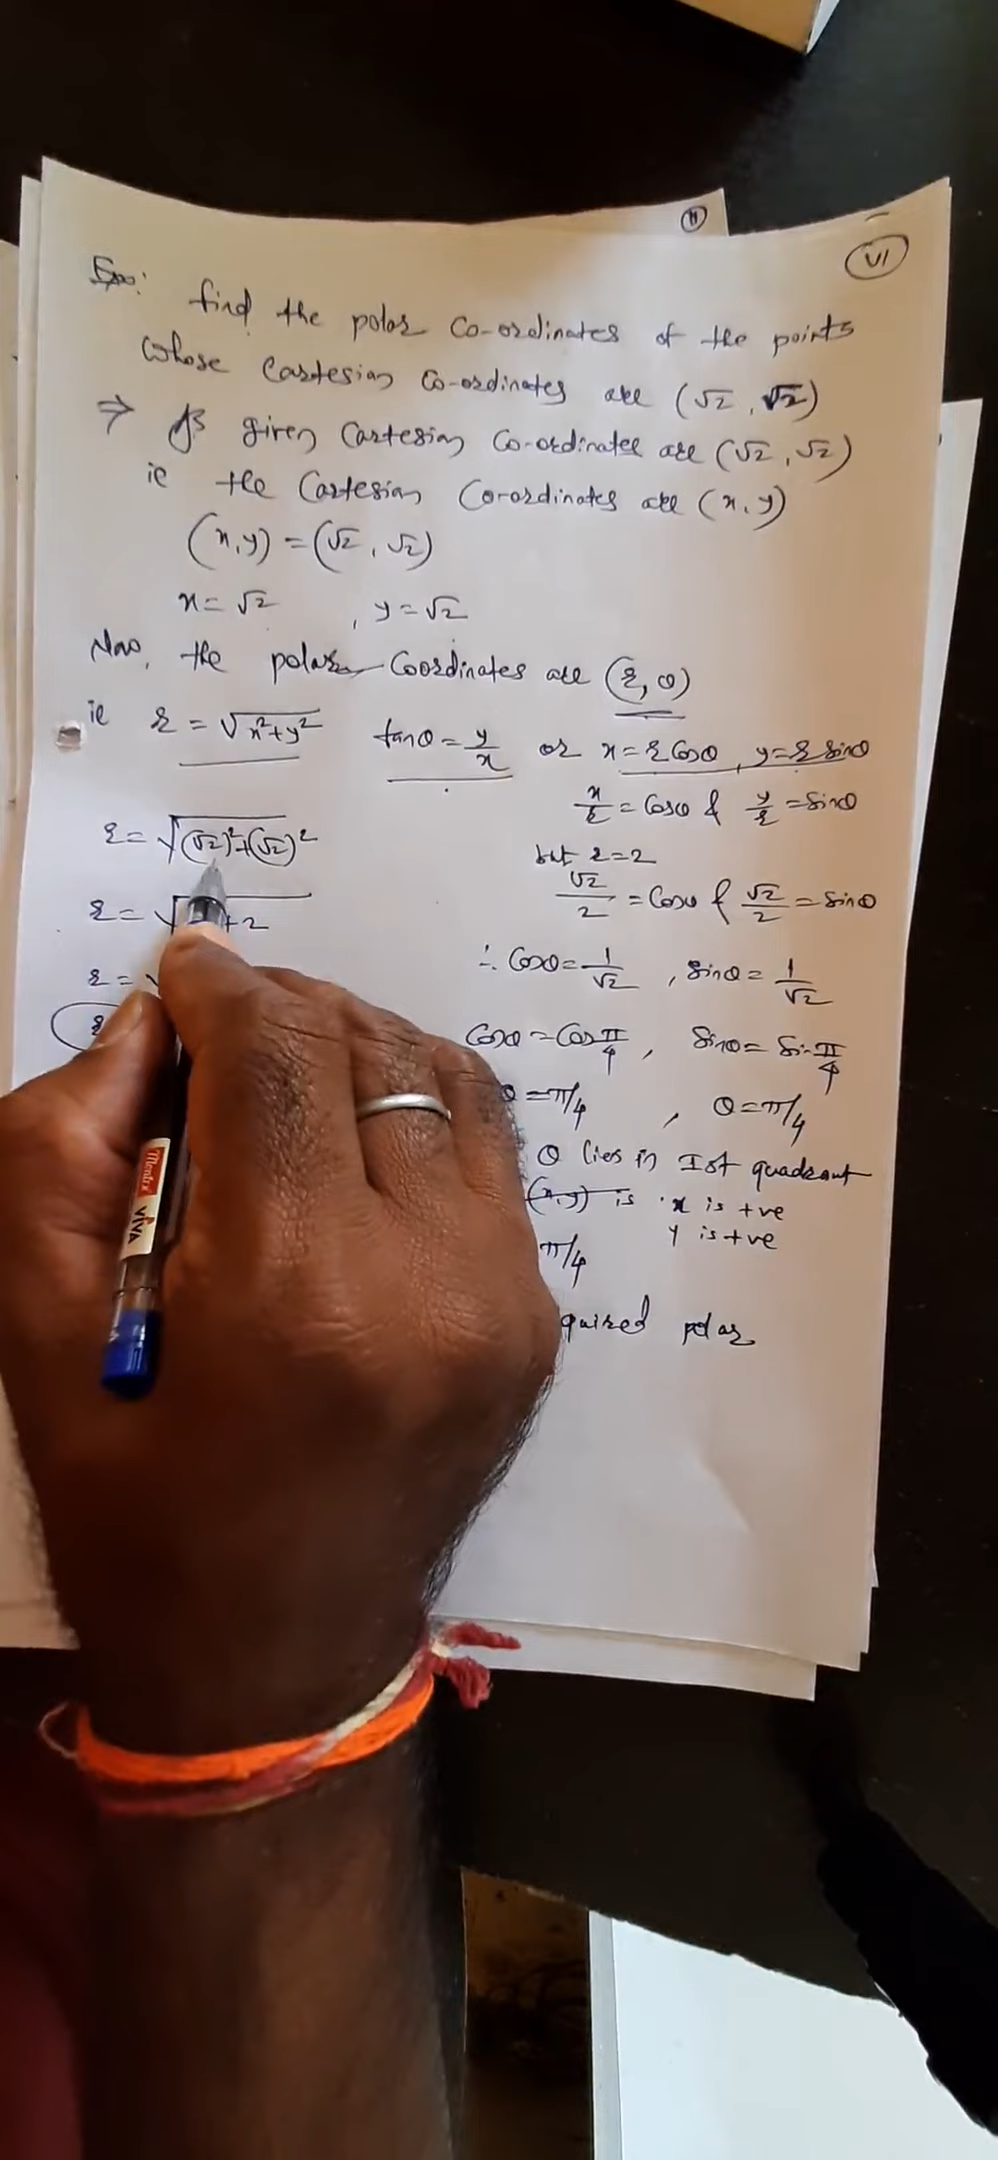 11
VI
Ex: find the polar Co-ordinates of the points
whose Cartesian Co-ordinates are (√2, √2)
⇒ As given Cartesian Co-ordinates are (√2, √2)
ie the Cartesian Co-ordinates are (x, y)
(x, y) = (√2, √2)
x = √2 , y = √2
Now, the polar Coordinates are (r, θ)
ie r = √x²+y² tanθ = y/x or x = r Cosθ, y = r Sinθ
x/r = Cosθ & y/r = Sinθ
r = √(√2)²+(√2)²
but r = 2
√2/2 = Cosθ & √2/2 = Sinθ
r = √ +2
∴ Cosθ = 1/√2 , Sinθ = 1/√2
r = √
Cosθ = Cos π/4 , Sinθ = Sin π/4
θ = π/4 , θ = π/4
θ lies in Ist quadrant
(x, y) is x is +ve
y is +ve
π/4
quired polar
Montex VIVA